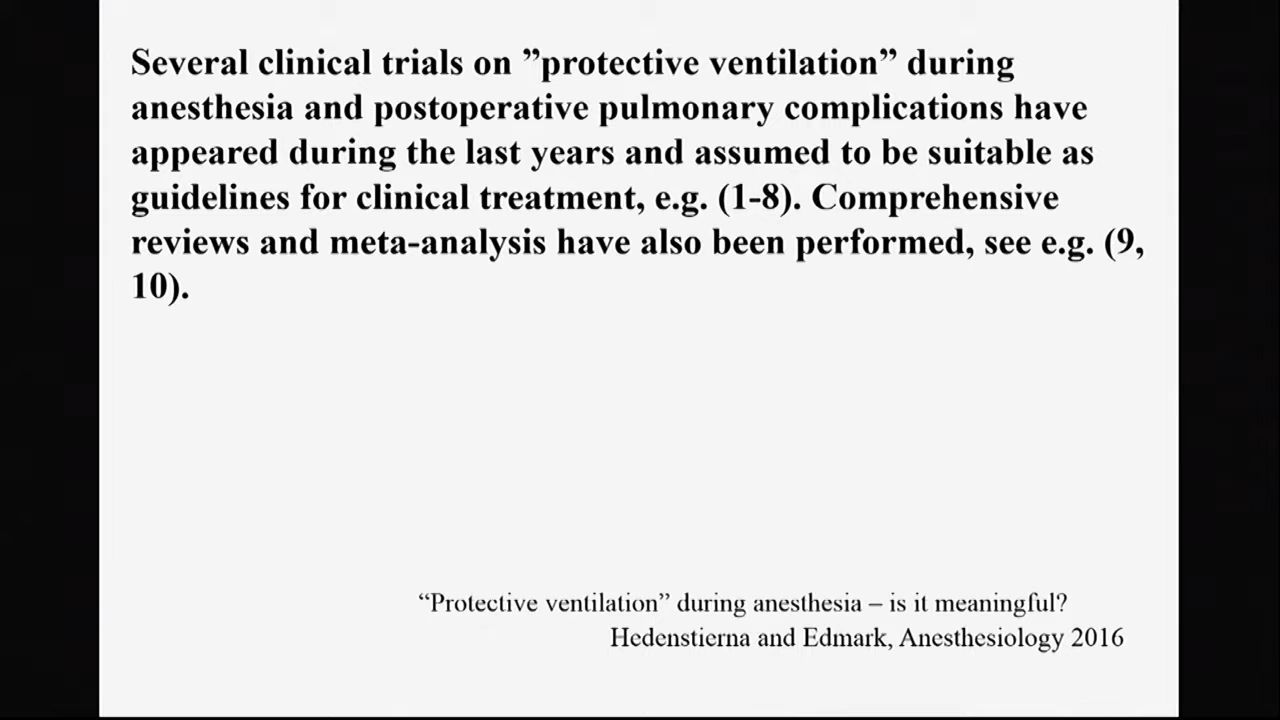 Several clinical trials on ”protective ventilation” during
anesthesia and postoperative pulmonary complications have
appeared during the last years and assumed to be suitable as
guidelines for clinical treatment, e.g. (1-8). Comprehensive
reviews and meta-analysis have also been performed, see e.g. (9,
10).
“Protective ventilation” during anesthesia – is it meaningful?
Hedenstierna and Edmark, Anesthesiology 2016